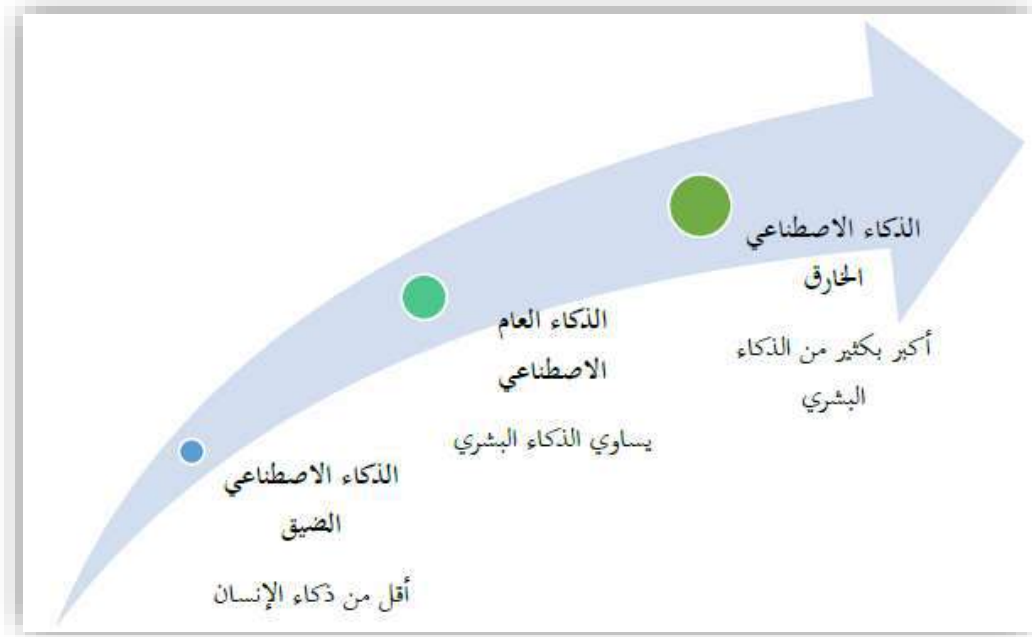 الذكاء الاصطناعي
الخارق
أكبر بكثير من الذكاء
البشري
الذكاء العام
الاصطناعي
يساوي الذكاء البشري
الذكاء الاصطناعي
الضيق
أقل من ذكاء الإنسان